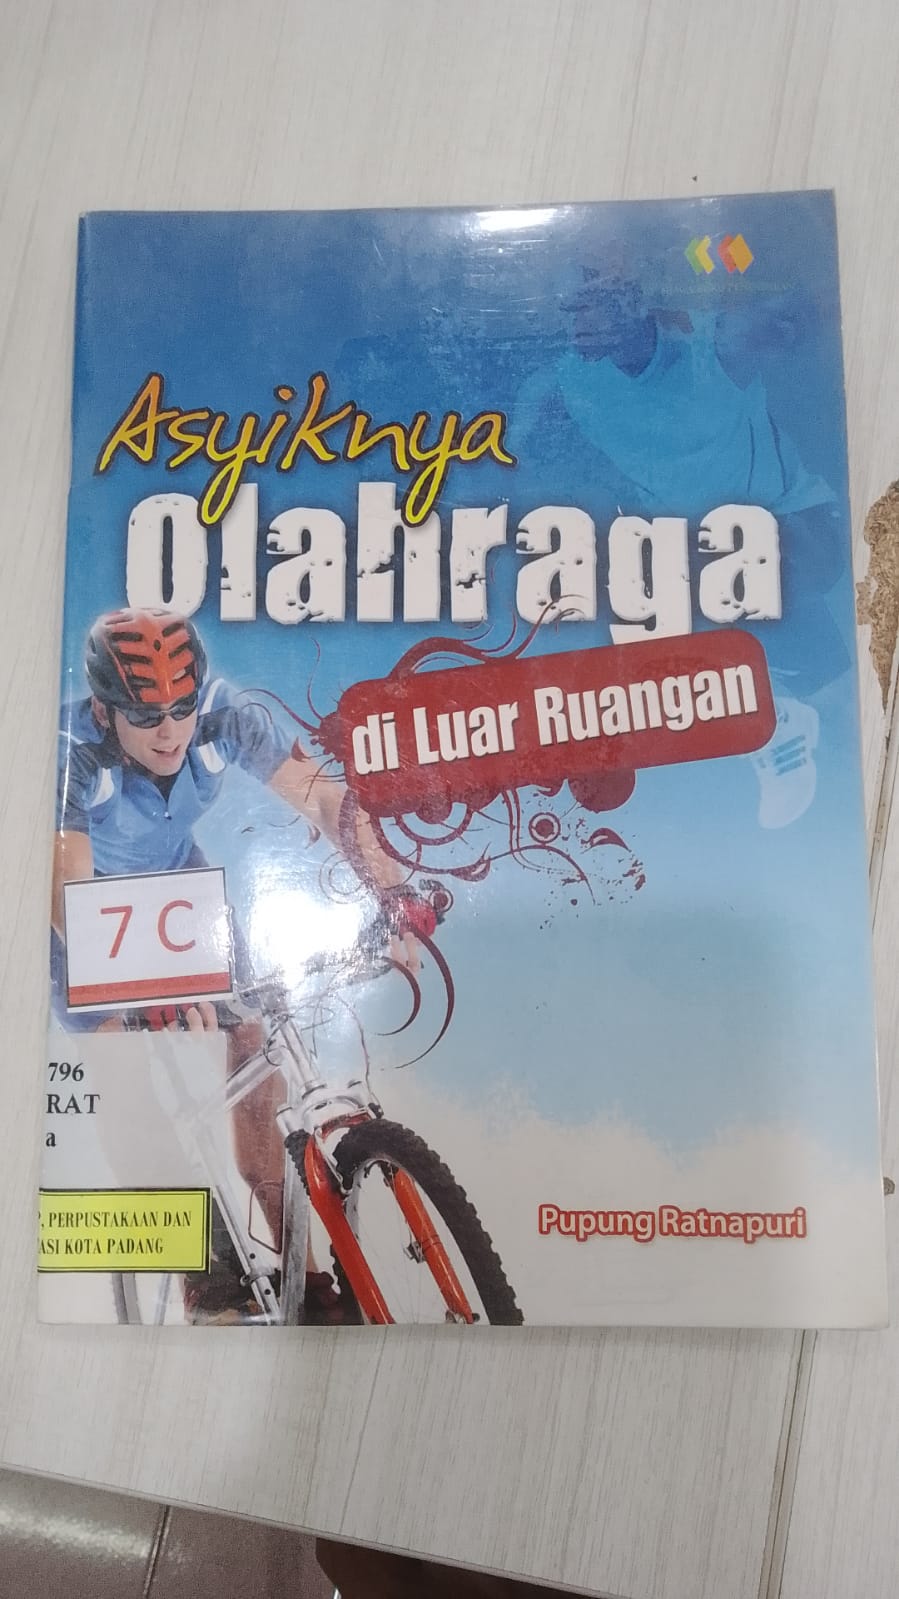 Asyiknya
Olahraga
di Luar Ruangan
7 C
796
RAT
a
, PERPUSTAKAAN DAN
ASI KOTA PADANG
Pupung Ratnapuri